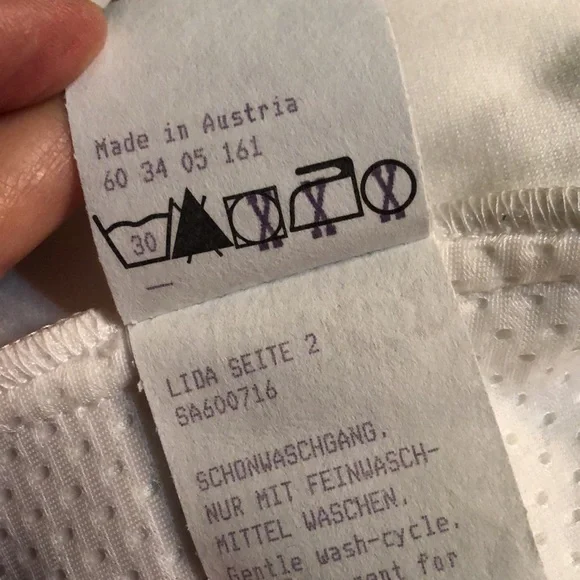 Made in Austria
60 34 05 161
30
LIDA SEITE 2
SA600716
SCHONWASCHGANG.
NUR MIT FEINWASCH-
MITTEL WASCHEN.
Gentle wash-cycle.
for